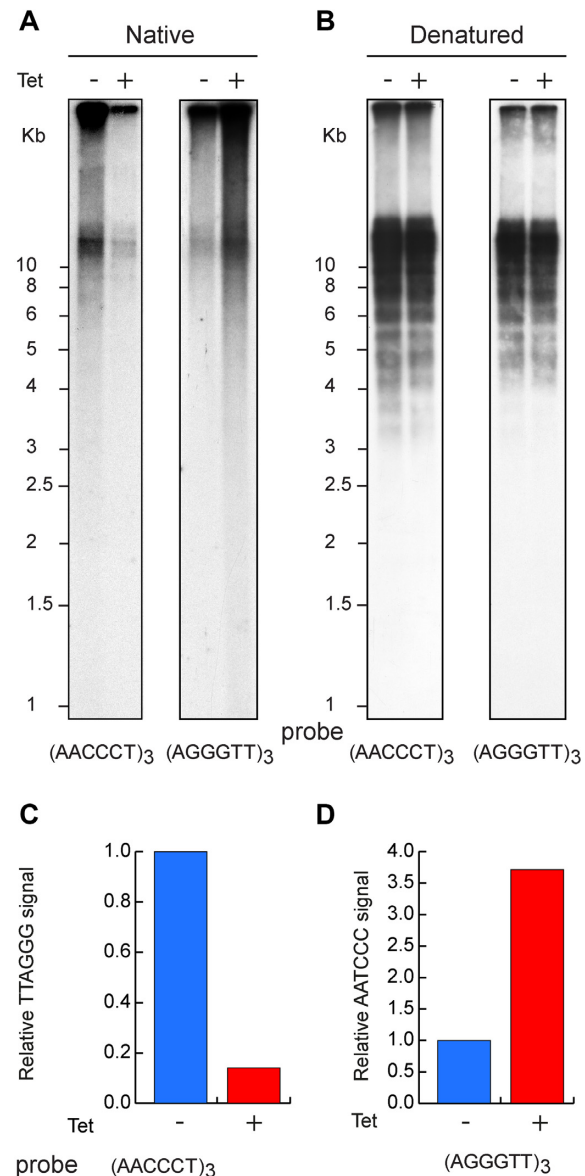 A B
Native Denatured
Tet - + - + - + - +
Kb Kb
10 10
8 8
6 6
5 5
4 4
3 3
2.5 2.5
2 2
1.5 1.5
1 1
probe
(AACCCT)3 (AGGGTT)3 (AACCCT)3 (AGGGTT)3
C D
Relative TTAGGG signal
1.0
0.8
0.6
0.4
0.2
0.0
Tet - +
probe (AACCCT)3
Relative AATCCC signal
4.0
3.5
3.0
2.5
2.0
1.5
1.0
0.5
0.0
Tet - +
(AGGGTT)3